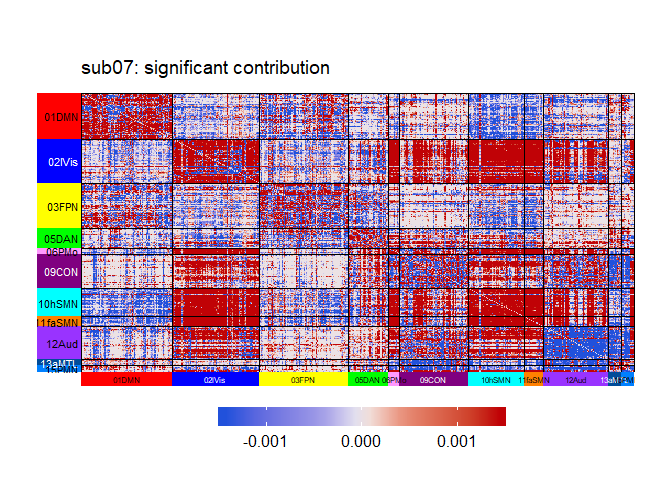 sub07: significant contribution
01DMN
02lVis
03FPN
05DAN
06PMo
09CON
10hSMN
11faSMN
12Aud
13aMTL
01DMN
02lVis
03FPN
05DAN
09CON
10hSMN
11faSMN
12Aud
-0.001
0.000
0.001